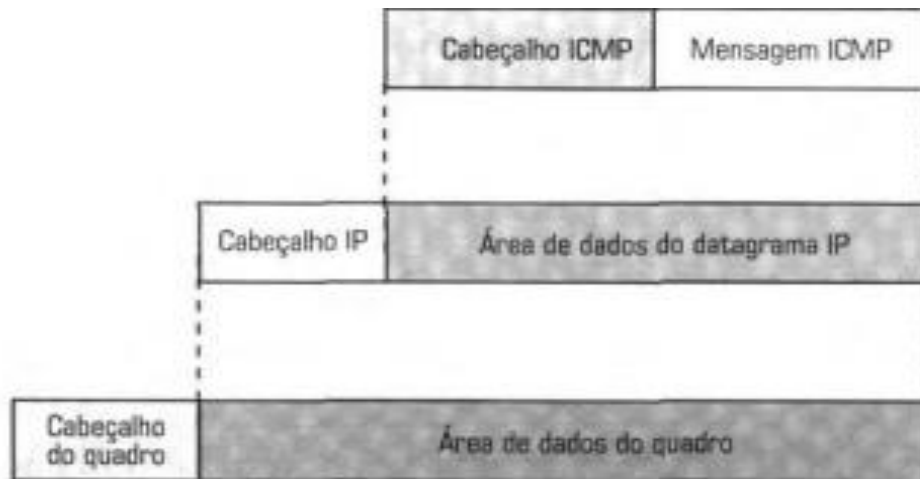 Cabeçalho ICMP
Mensagem ICMP
Cabeçalho IP
Área de dados do datagrama IP
Cabeçalho
do quadro
Área de dados do quadro